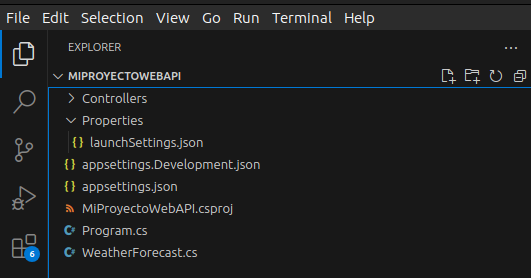 File Edit Selection View Go Run Terminal Help
EXPLORER
MIPROYECTOWEBAPI
Controllers
Properties
{} launchSettings.json
{} appsettings.Development.json
{} appsettings.json
MiProyectoWebAPI.csproj
C# Program.cs
C# WeatherForecast.cs
6